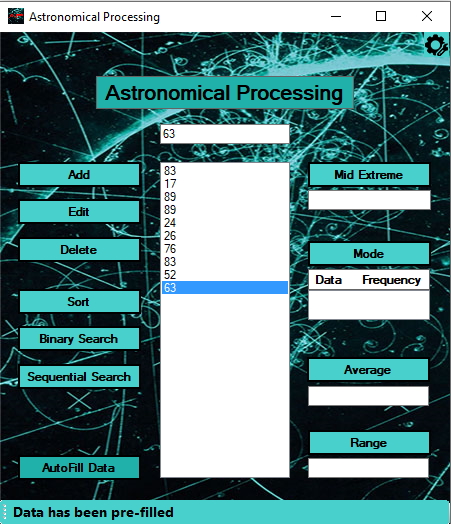 Astronomical Processing
Astronomical Processing
63
Add
Edit
Delete
Sort
Binary Search
Sequential Search
AutoFill Data
83
17
89
89
24
26
76
83
52
63
Mid Extreme
Mode
Data Frequency
Average
Range
Data has been pre-filled